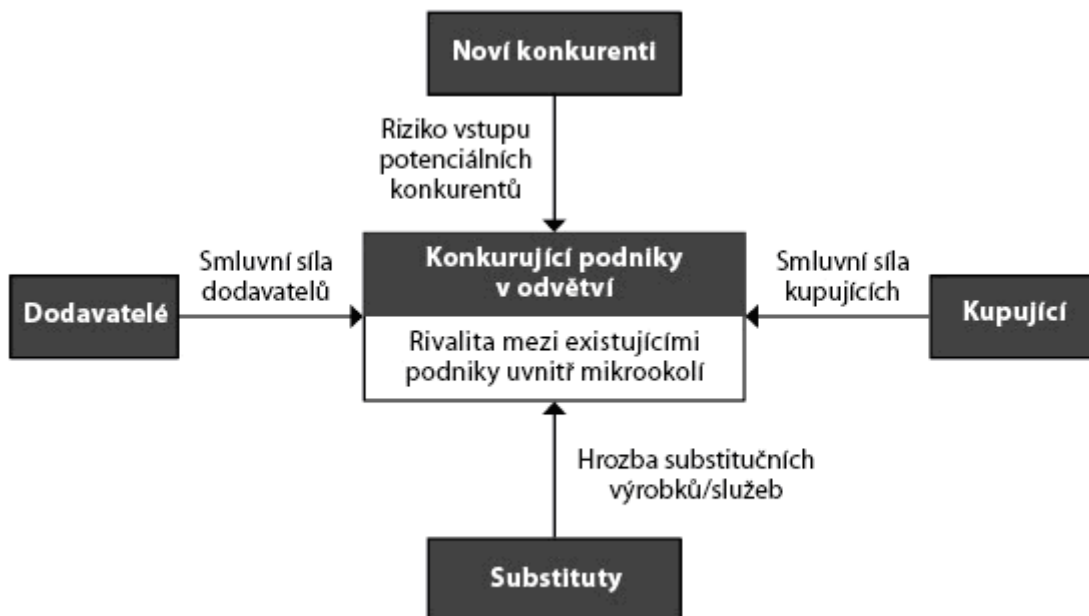 Noví konkurenti
Riziko vstupu
potenciálních
konkurentů
Smluvní síla
dodavatelů
Konkurující podniky
v odvětví
Smluvní síla
kupujících
Dodavatelé
Kupující
Rivalita mezi existujícími
podniky uvnitř mikrookolí
Hrozba substitučních
výrobků/služeb
Substituty